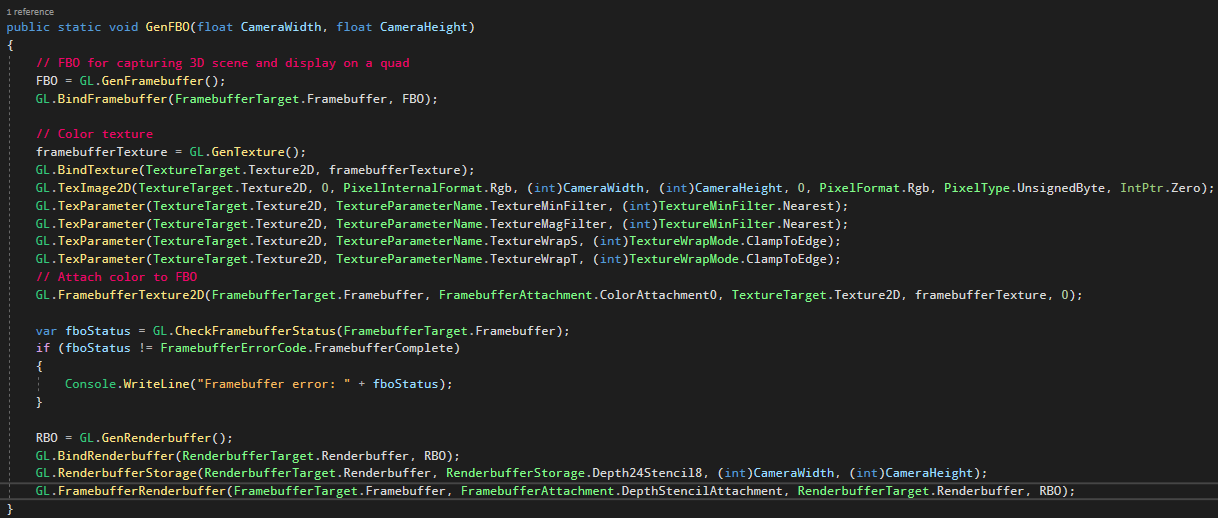 1 reference
public static void GenFBO(float CameraWidth, float CameraHeight)
{
// FBO for capturing 3D scene and display on a quad
FBO = GL.GenFramebuffer();
GL.BindFramebuffer(FramebufferTarget.Framebuffer, FBO);
// Color texture
framebufferTexture = GL.GenTexture();
GL.BindTexture(TextureTarget.Texture2D, framebufferTexture);
GL.TexImage2D(TextureTarget.Texture2D, 0, PixelInternalFormat.Rgb, (int)CameraWidth, (int)CameraHeight, 0, PixelFormat.Rgb, PixelType.UnsignedByte, IntPtr.Zero);
GL.TexParameter(TextureTarget.Texture2D, TextureParameterName.TextureMinFilter, (int)TextureMinFilter.Nearest);
GL.TexParameter(TextureTarget.Texture2D, TextureParameterName.TextureMagFilter, (int)TextureMinFilter.Nearest);
GL.TexParameter(TextureTarget.Texture2D, TextureParameterName.TextureWrapS, (int)TextureWrapMode.ClampToEdge);
GL.TexParameter(TextureTarget.Texture2D, TextureParameterName.TextureWrapT, (int)TextureWrapMode.ClampToEdge);
// Attach color to FBO
GL.FramebufferTexture2D(FramebufferTarget.Framebuffer, FramebufferAttachment.ColorAttachment0, TextureTarget.Texture2D, framebufferTexture, 0);
var fboStatus = GL.CheckFramebufferStatus(FramebufferTarget.Framebuffer);
if (fboStatus != FramebufferErrorCode.FramebufferComplete)
{
Console.WriteLine("Framebuffer error: " + fboStatus);
}
RBO = GL.GenRenderbuffer();
GL.BindRenderbuffer(RenderbufferTarget.Renderbuffer, RBO);
GL.RenderbufferStorage(RenderbufferTarget.Renderbuffer, RenderbufferStorage.Depth24Stencil8, (int)CameraWidth, (int)CameraHeight);
GL.FramebufferRenderbuffer(FramebufferTarget.Framebuffer, FramebufferAttachment.DepthStencilAttachment, RenderbufferTarget.Renderbuffer, RBO);
}